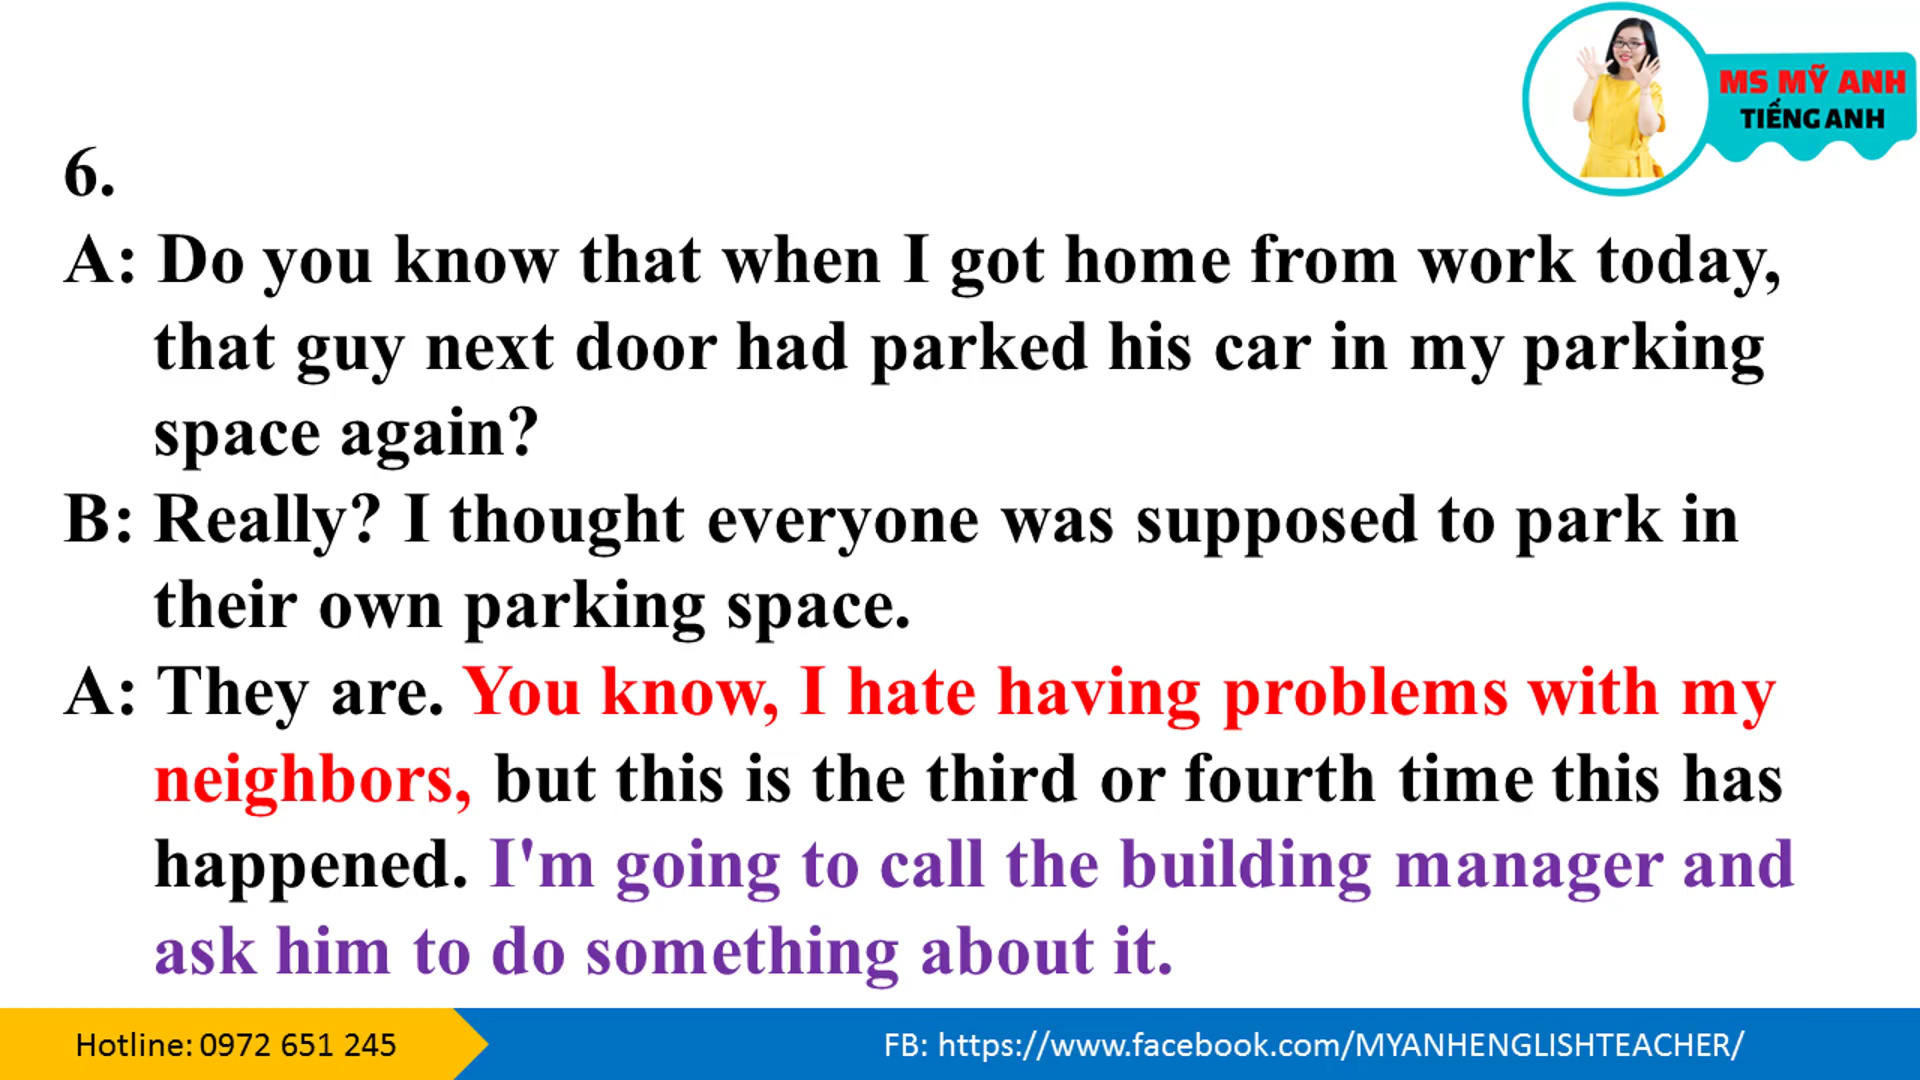 MS MỸ ANH
TIẾNG ANH
6.
A: Do you know that when I got home from work today,
that guy next door had parked his car in my parking
space again?
B: Really? I thought everyone was supposed to park in
their own parking space.
A: They are. You know, I hate having problems with my
neighbors, but this is the third or fourth time this has
happened. I'm going to call the building manager and
ask him to do something about it.
Hotline: 0972 651 245
FB: https://www.facebook.com/MYANHENGLISHTEACHER/